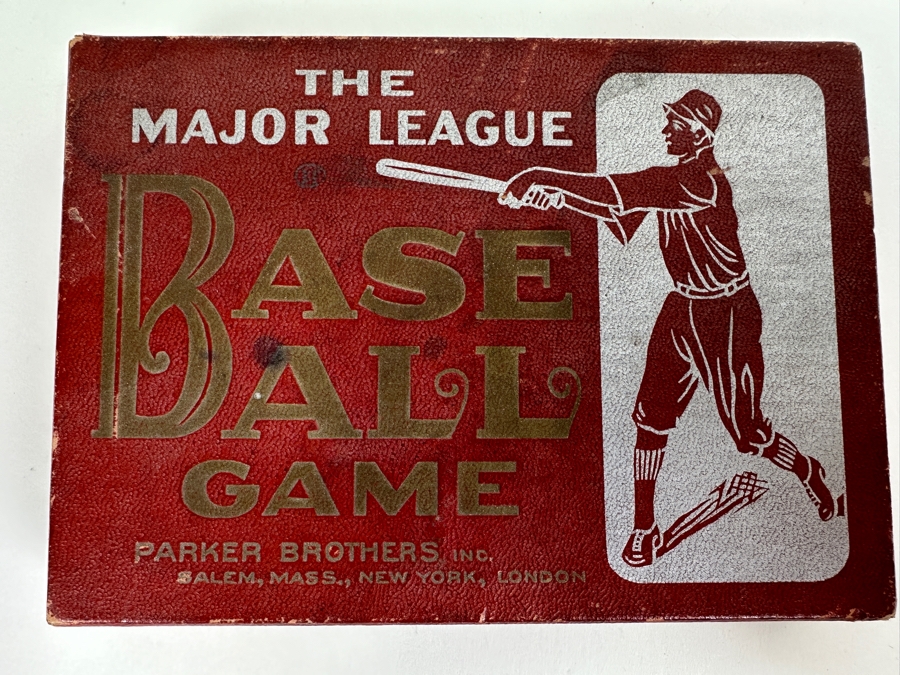 THE
MAJOR LEAGUE
BASE
BALL
GAME
PARKER BROTHERS INC.
SALEM, MASS., NEW YORK, LONDON